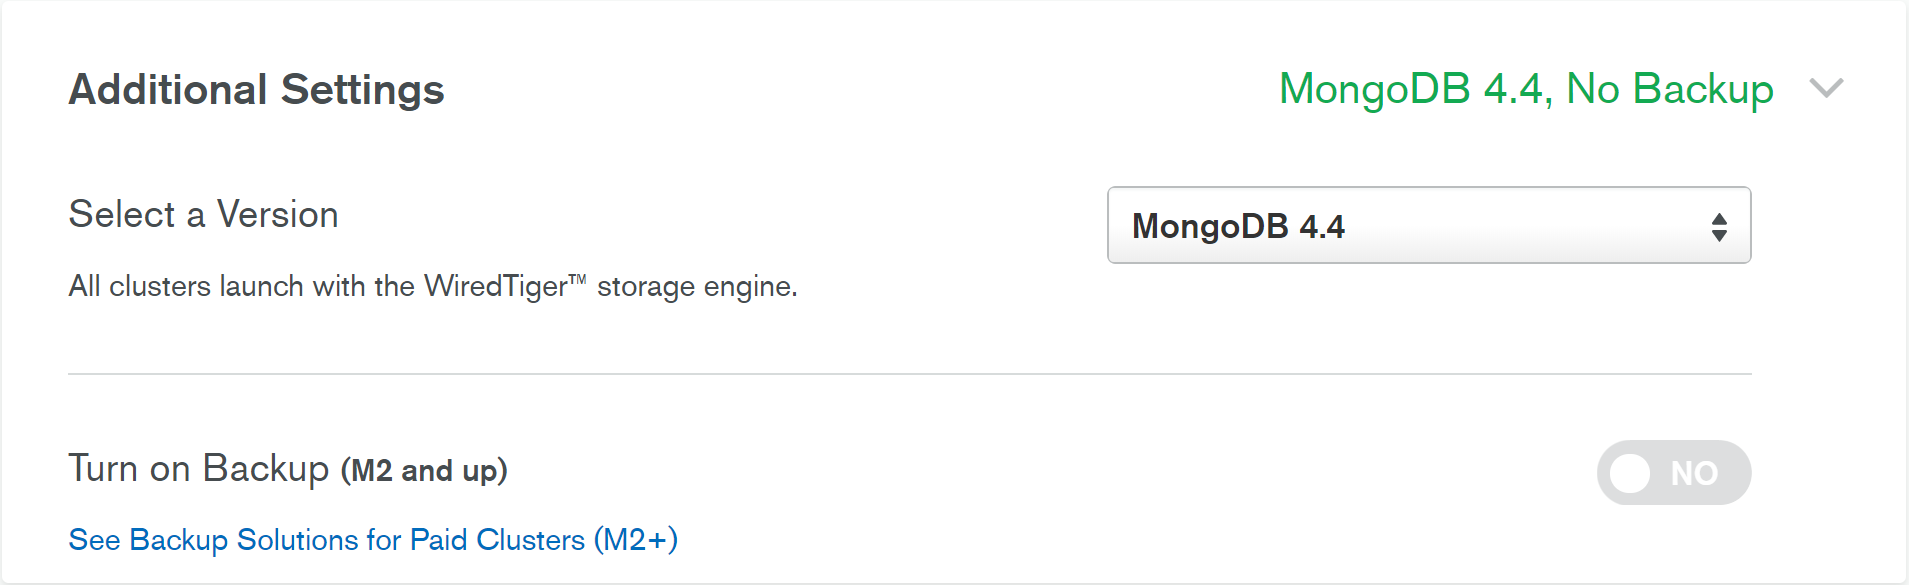 Additional Settings
MongoDB 4.4, No Backup
Select a Version
MongoDB 4.4
All clusters launch with the WiredTiger™ storage engine.
Turn on Backup (M2 and up)
NO
See Backup Solutions for Paid Clusters (M2+)